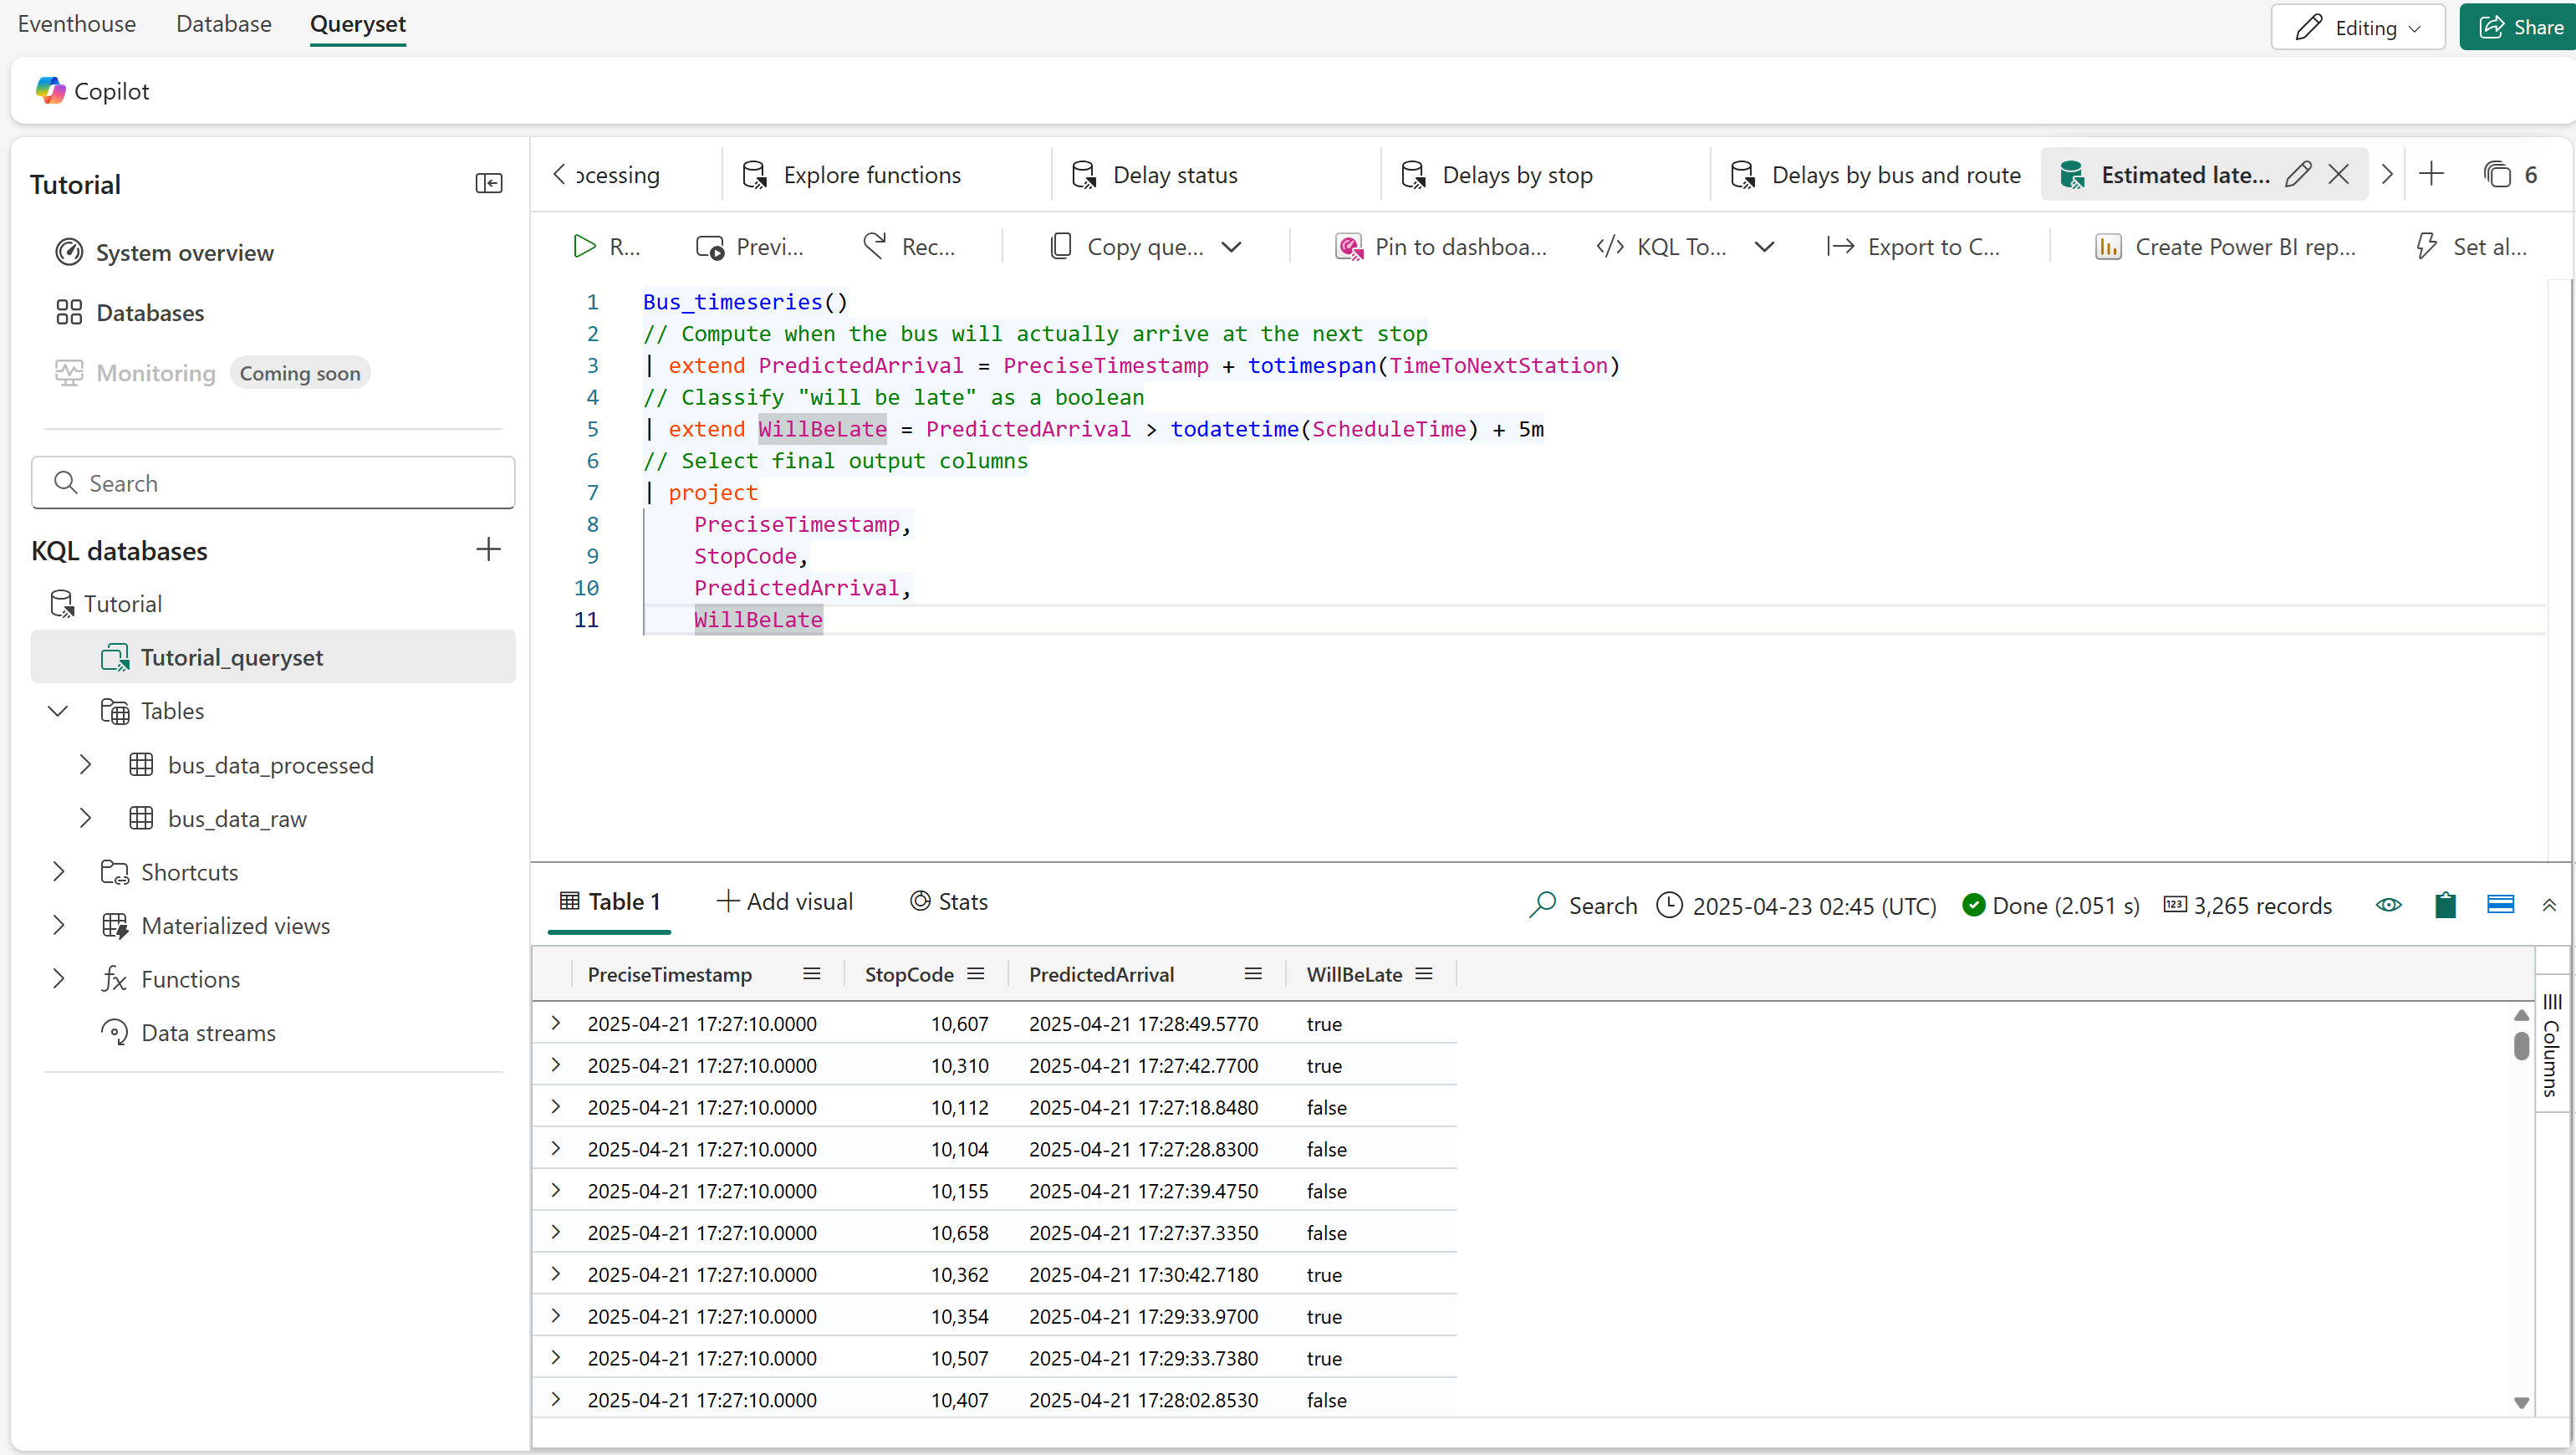 Eventhouse Database Queryset Editing Share
Copilot
Tutorial
System overview
Databases
Monitoring Coming soon
Search
KQL databases
Tutorial
Tutorial_queryset
Tables
bus_data_processed
bus_data_raw
Shortcuts
Materialized views
Functions
Data streams
ocessing Explore functions Delay status Delays by stop Delays by bus and route Estimated late... 6
R... Previ... Rec... Copy que... Pin to dashboa... KQL To... Export to C... Create Power BI rep... Set al...
1 Bus_timeseries()
2 // Compute when the bus will actually arrive at the next stop
3 | extend PredictedArrival = PreciseTimestamp + totimespan(TimeToNextStation)
4 // Classify "will be late" as a boolean
5 | extend WillBeLate = PredictedArrival > todatetime(ScheduleTime) + 5m
6 // Select final output columns
7 | project
8 PreciseTimestamp,
9 StopCode,
10 PredictedArrival,
11 WillBeLate
Table 1 Add visual Stats Search 2025-04-23 02:45 (UTC) Done (2.051 s) 123 3,265 records
PreciseTimestamp StopCode PredictedArrival WillBeLate
2025-04-21 17:27:10.0000 10,607 2025-04-21 17:28:49.5770 true
2025-04-21 17:27:10.0000 10,310 2025-04-21 17:27:42.7700 true
2025-04-21 17:27:10.0000 10,112 2025-04-21 17:27:18.8480 false
2025-04-21 17:27:10.0000 10,104 2025-04-21 17:27:28.8300 false
2025-04-21 17:27:10.0000 10,155 2025-04-21 17:27:39.4750 false
2025-04-21 17:27:10.0000 10,658 2025-04-21 17:27:37.3350 false
2025-04-21 17:27:10.0000 10,362 2025-04-21 17:30:42.7180 true
2025-04-21 17:27:10.0000 10,354 2025-04-21 17:29:33.9700 true
2025-04-21 17:27:10.0000 10,507 2025-04-21 17:29:33.7380 true
2025-04-21 17:27:10.0000 10,407 2025-04-21 17:28:02.8530 false
Columns